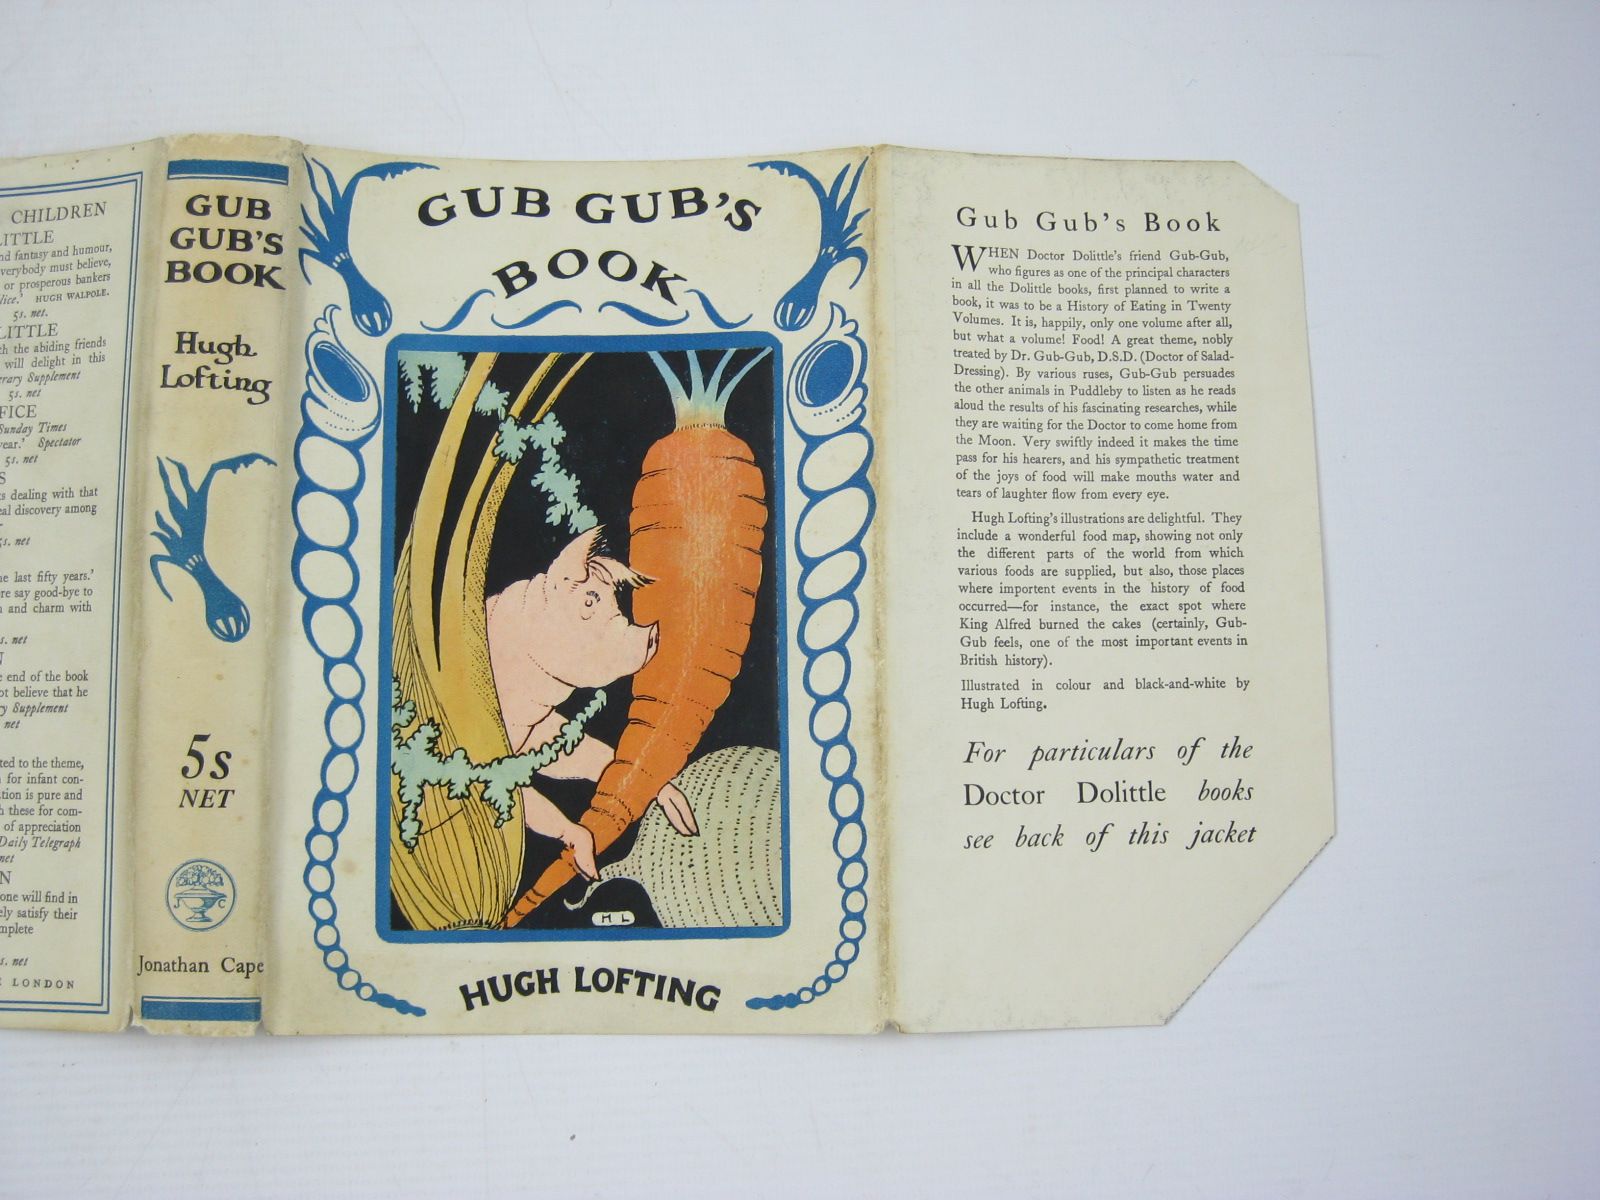 CHILDREN
LITTLE
nd fantasy and humour,
verybody must believe,
or prosperous bankers
lice.' HUGH WALPOLE.
5s. net.
LITTLE
th the abiding friends
will delight in this
erary Supplement
5s. net
FICE
Sunday Times
year.' Spectator
5s. net
S
s dealing with that
eal discovery among
s. net
he last fifty years.'
re say good-bye to
n and charm with
s. net
N
e end of the book
ot believe that he
y Supplement
net
ted to the theme,
for infant con-
tion is pure and
h these for com-
of appreciation
Daily Telegraph
net
N
one will find in
ely satisfy their
mplete
s. net
LONDON
GUB
GUB'S
BOOK
Hugh
Lofting
5s
NET
J C
Jonathan Cape
GUB GUB'S
BOOK
H L
HUGH LOFTING
Gub Gub's Book
WHEN Doctor Dolittle's friend Gub-Gub,
who figures as one of the principal characters
in all the Dolittle books, first planned to write a
book, it was to be a History of Eating in Twenty
Volumes. It is, happily, only one volume after all,
but what a volume! Food! A great theme, nobly
treated by Dr. Gub-Gub, D.S.D. (Doctor of Salad-
Dressing). By various ruses, Gub-Gub persuades
the other animals in Puddleby to listen as he reads
aloud the results of his fascinating researches, while
they are waiting for the Doctor to come home from
the Moon. Very swiftly indeed it makes the time
pass for his hearers, and his sympathetic treatment
of the joys of food will make mouths water and
tears of laughter flow from every eye.
Hugh Lofting's illustrations are delightful. They
include a wonderful food map, showing not only
the different parts of the world from which
various foods are supplied, but also, those places
where importent events in the history of food
occurred—for instance, the exact spot where
King Alfred burned the cakes (certainly, Gub-
Gub feels, one of the most important events in
British history).
Illustrated in colour and black-and-white by
Hugh Lofting.
For particulars of the
Doctor Dolittle books
see back of this jacket